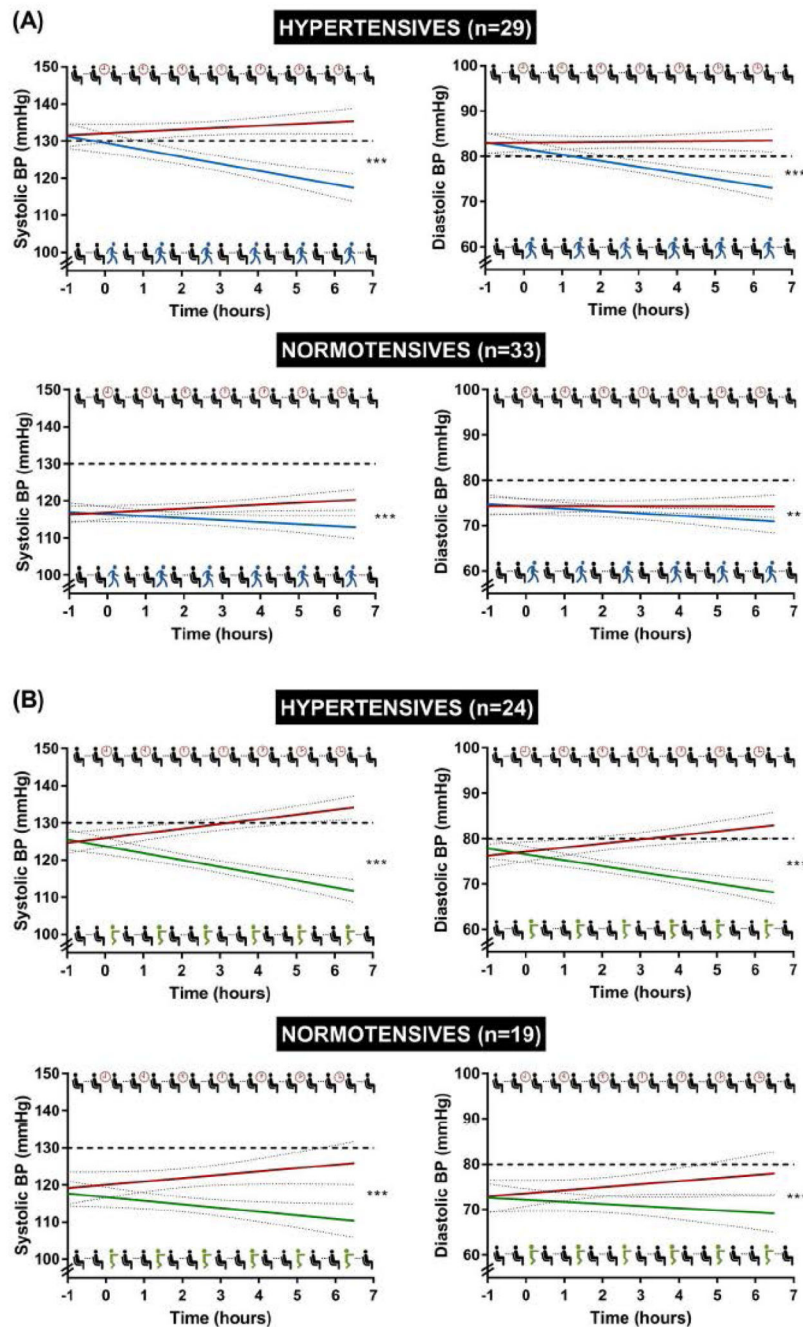 (A)
HYPERTENSIVES (n=29)
150
140
130
120
110
100
Systolic BP (mmHg)
***
-1 0 1 2 3 4 5 6 7
Time (hours)
100
90
80
70
60
Diastolic BP (mmHg)
***
-1 0 1 2 3 4 5 6 7
Time (hours)
NORMOTENSIVES (n=33)
150
140
130
120
110
100
Systolic BP (mmHg)
***
-1 0 1 2 3 4 5 6 7
Time (hours)
100
90
80
70
60
Diastolic BP (mmHg)
**
-1 0 1 2 3 4 5 6 7
Time (hours)
(B)
HYPERTENSIVES (n=24)
150
140
130
120
110
100
Systolic BP (mmHg)
***
-1 0 1 2 3 4 5 6 7
Time (hours)
100
90
80
70
60
Diastolic BP (mmHg)
***
-1 0 1 2 3 4 5 6 7
Time (hours)
NORMOTENSIVES (n=19)
150
140
130
120
110
100
Systolic BP (mmHg)
***
-1 0 1 2 3 4 5 6 7
Time (hours)
100
90
80
70
60
Diastolic BP (mmHg)
***
-1 0 1 2 3 4 5 6 7
Time (hours)